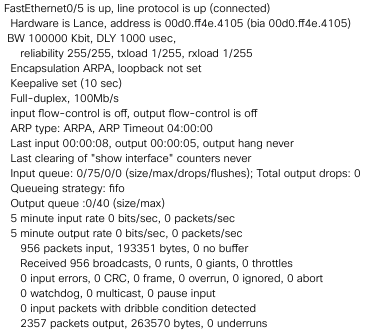 FastEthernet0/5 is up, line protocol is up (connected)
Hardware is Lance, address is 00d0.ff4e.4105 (bia 00d0.ff4e.4105)
BW 100000 Kbit, DLY 1000 usec,
reliability 255/255, txload 1/255, rxload 1/255
Encapsulation ARPA, loopback not set
Keepalive set (10 sec)
Full-duplex, 100Mb/s
input flow-control is off, output flow-control is off
ARP type: ARPA, ARP Timeout 04:00:00
Last input 00:00:08, output 00:00:05, output hang never
Last clearing of "show interface" counters never
Input queue: 0/75/0/0 (size/max/drops/flushes); Total output drops: 0
Queueing strategy: fifo
Output queue :0/40 (size/max)
5 minute input rate 0 bits/sec, 0 packets/sec
5 minute output rate 0 bits/sec, 0 packets/sec
956 packets input, 193351 bytes, 0 no buffer
Received 956 broadcasts, 0 runts, 0 giants, 0 throttles
0 input errors, 0 CRC, 0 frame, 0 overrun, 0 ignored, 0 abort
0 watchdog, 0 multicast, 0 pause input
0 input packets with dribble condition detected
2357 packets output, 263570 bytes, 0 underruns